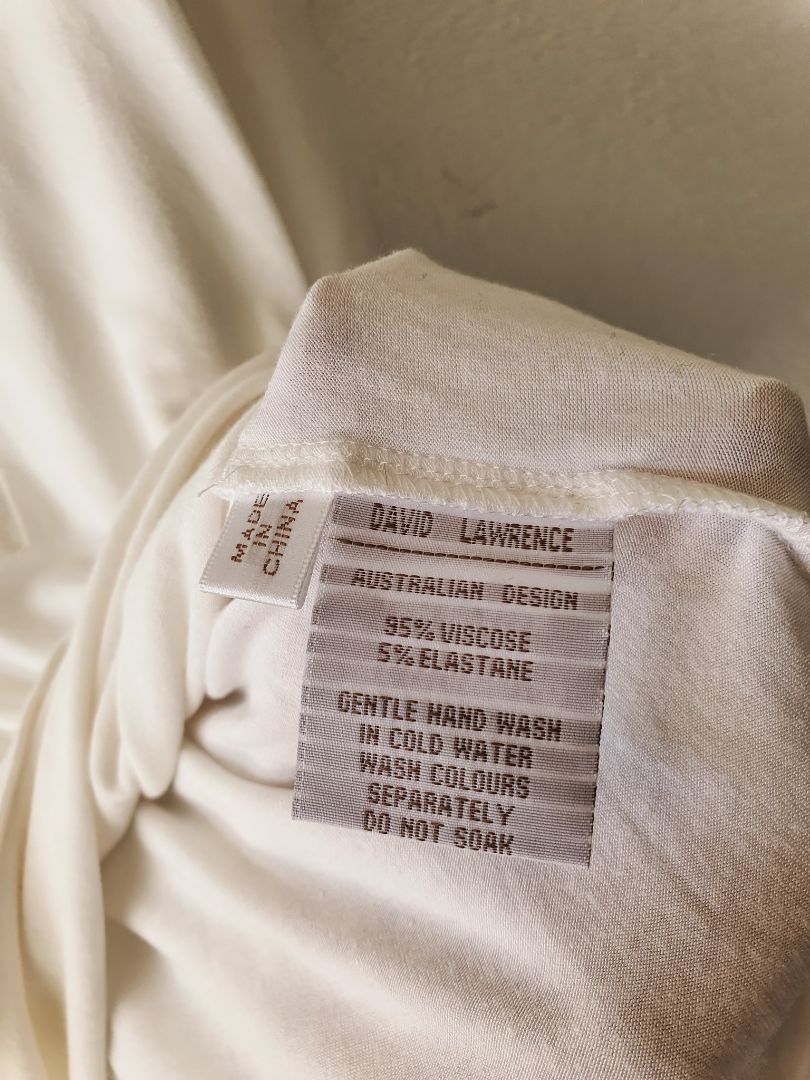 MADE
IN
CHINA
DAVID LAWRENCE
AUSTRALIAN DESIGN
95% VISCOSE
5% ELASTANE
GENTLE HAND WASH
IN COLD WATER
WASH COLOURS
SEPARATELY
DO NOT SOAK